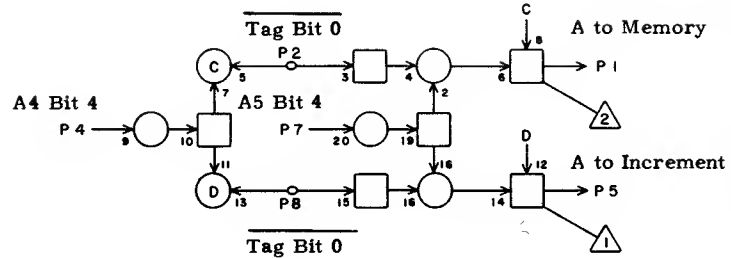 Tag Bit 0
C
A to Memory
P2
8
C
5
3
4
6
P 1
7
2
A4 Bit 4
A5 Bit 4
2
P 4
P 7
9
10
20
19
D
11
16
12
A to Increment
D
13
P8
15
16
14
P 5
Tag Bit 0
1